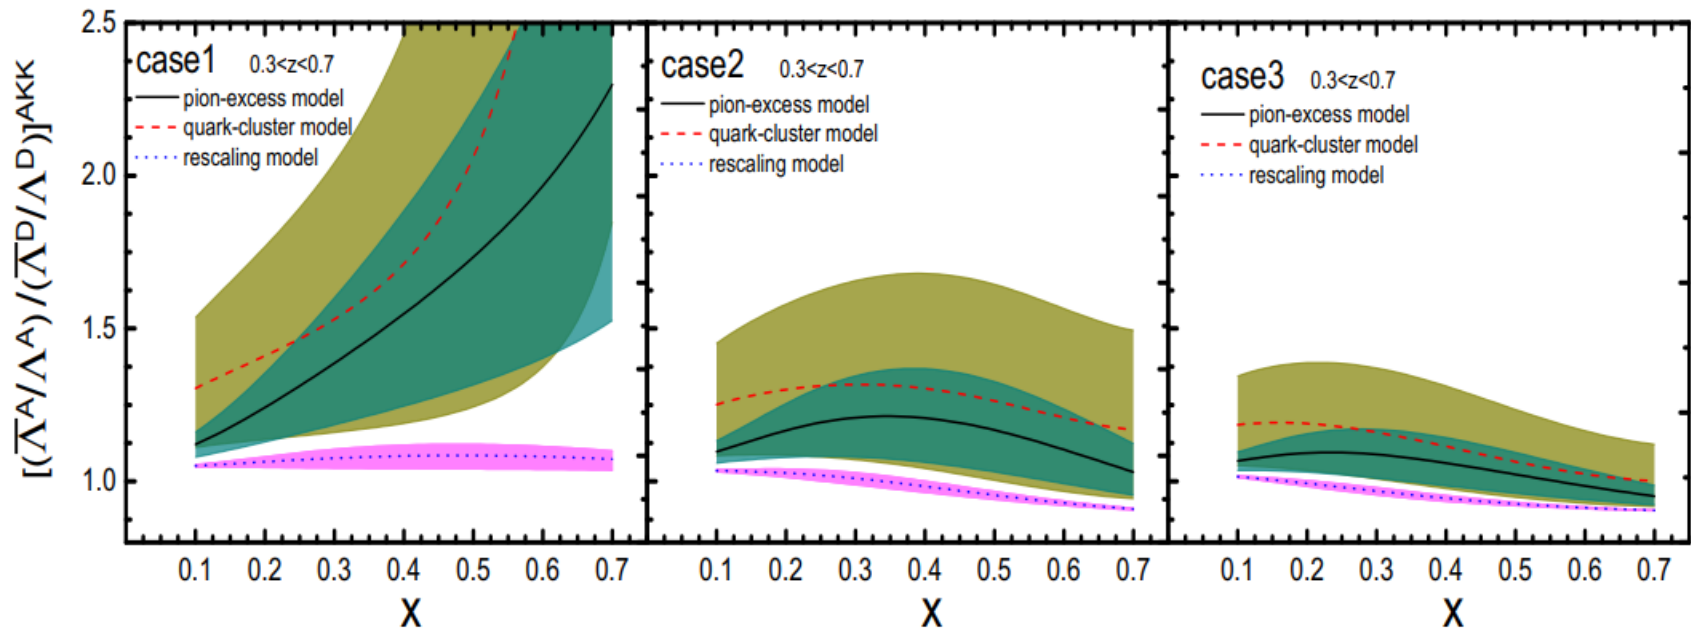 [(Λ̅ᴬ/Λᴬ)/(Λ̅ᴰ/Λᴰ)]ᴬᴷᴷ
2.5
2.0
1.5
1.0
case1 0.3<z<0.7
pion-excess model
quark-cluster model
rescaling model
0.1 0.2 0.3 0.4 0.5 0.6 0.7
X
case2 0.3<z<0.7
pion-excess model
quark-cluster model
rescaling model
0.1 0.2 0.3 0.4 0.5 0.6 0.7
X
case3 0.3<z<0.7
pion-excess model
quark-cluster model
rescaling model
0.1 0.2 0.3 0.4 0.5 0.6 0.7
X